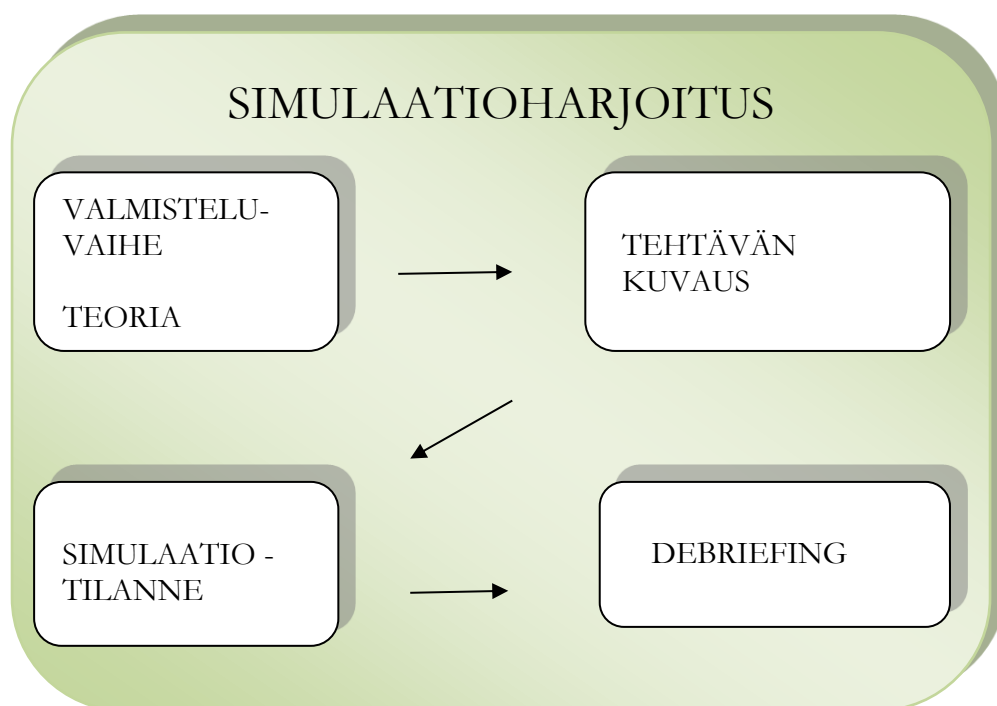 SIMULAATIOHARJOITUS
VALMISTELU-
VAIHE
TEORIA
TEHTÄVÄN
KUVAUS
SIMULAATIO -
TILANNE
DEBRIEFING